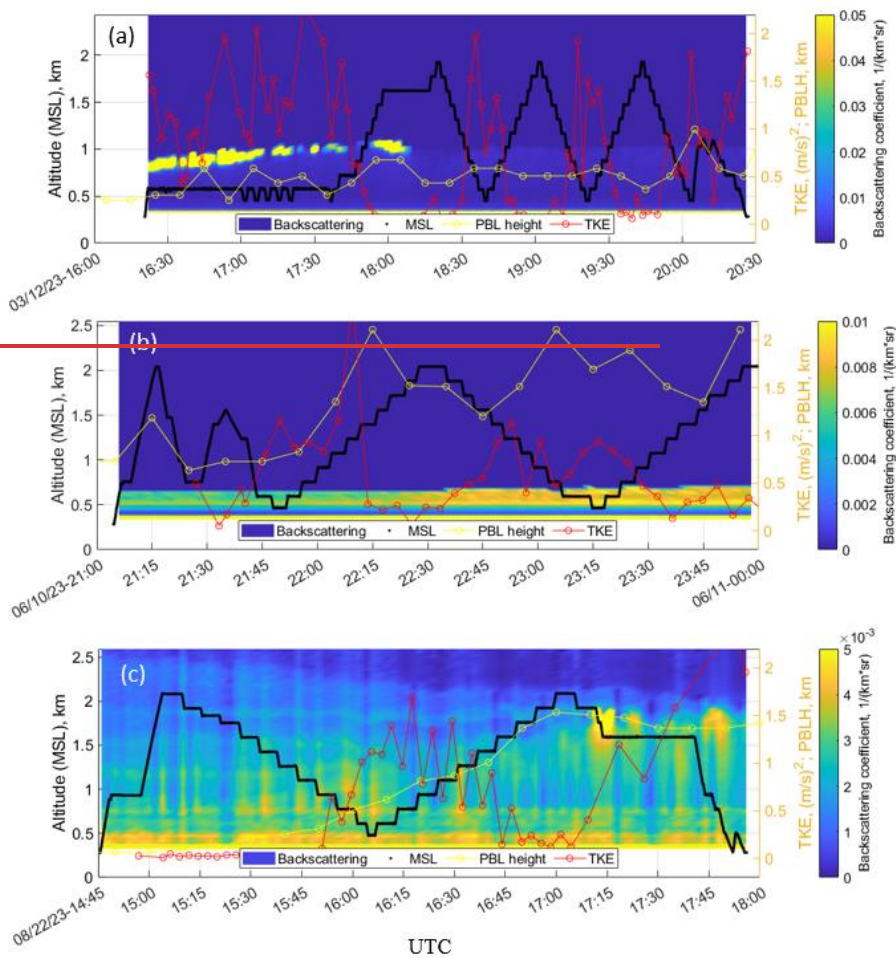 (a)
Altitude (MSL), km
2
1.5
1
0.5
0
Backscattering MSL PBL height TKE
03/12/23-16:00 16:30 17:00 17:30 18:00 18:30 19:00 19:30 20:00 20:30
2
1.5
1
0.5
0
TKE, (m/s)²; PBLH, km
0.05
0.04
0.03
0.02
0.01
0
Backscattering coefficient, 1/(km*sr)
(b)
Altitude (MSL), km
2.5
2
1.5
1
0.5
0
Backscattering MSL PBL height TKE
06/10/23-21:00 21:15 21:30 21:45 22:00 22:15 22:30 22:45 23:00 23:15 23:30 23:45 06/11-00:00
2
1.5
1
0.5
0
TKE, (m/s)²; PBLH, km
0.01
0.008
0.006
0.004
0.002
0
Backscattering coefficient, 1/(km*sr)
(c)
Altitude (MSL), km
2.5
2
1.5
1
0.5
0
Backscattering MSL PBL height TKE
08/22/23-14:45 15:00 15:15 15:30 15:45 16:00 16:15 16:30 16:45 17:00 17:15 17:30 17:45 18:00
2
1.5
1
0.5
0
TKE, (m/s)²; PBLH, km
×10⁻³
5
4
3
2
1
0
Backscattering coefficient, 1/(km*sr)
UTC